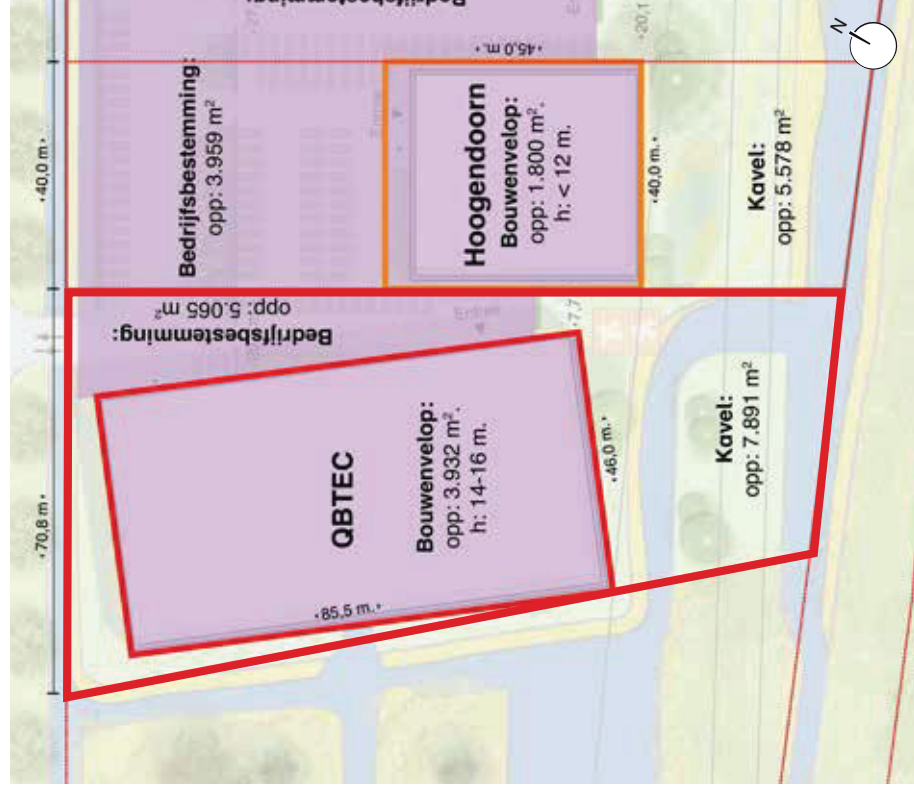 Bedrijfsbestemming:
N
45,0 m.
Bedrijfsbestemming:
opp: 3.959 m²
40,0 m
Hoogendoorn
Bouwenvelop:
opp: 1.800 m².
h: < 12 m.
40,0 m.
Kavel:
opp: 5.578 m²
Bedrijfsbestemming:
opp: 5.065 m²
70,8 m
QBTEC
Bouwenvelop:
opp: 3.932 m².
h: 14-16 m.
46,0 m.
85,5 m.
Kavel:
opp: 7.891 m²